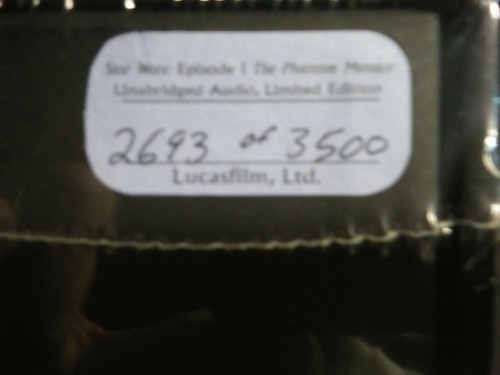 Star Wars: Episode I The Phantom Menace
Unabridged Audio, Limited Edition
2693 of 3500
Lucasfilm, Ltd.